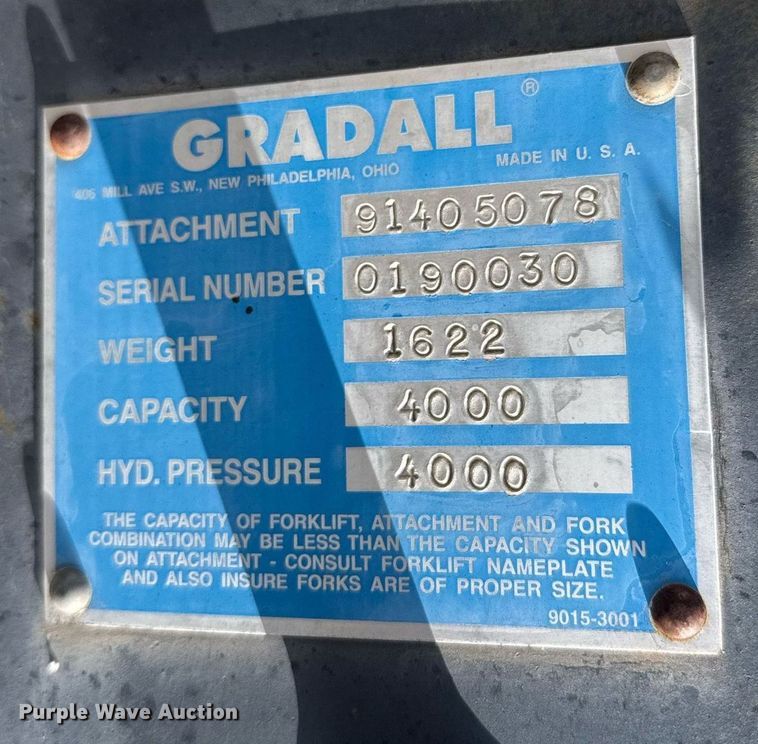 GRADALL ®
406 MILL AVE S.W., NEW PHILADELPHIA, OHIO MADE IN U. S. A.
ATTACHMENT 91405078
SERIAL NUMBER 0190030
WEIGHT 1622
CAPACITY 4000
HYD. PRESSURE 4000
THE CAPACITY OF FORKLIFT, ATTACHMENT AND FORK
COMBINATION MAY BE LESS THAN THE CAPACITY SHOWN
ON ATTACHMENT - CONSULT FORKLIFT NAMEPLATE
AND ALSO INSURE FORKS ARE OF PROPER SIZE.
9015-3001
Purple Wave Auction